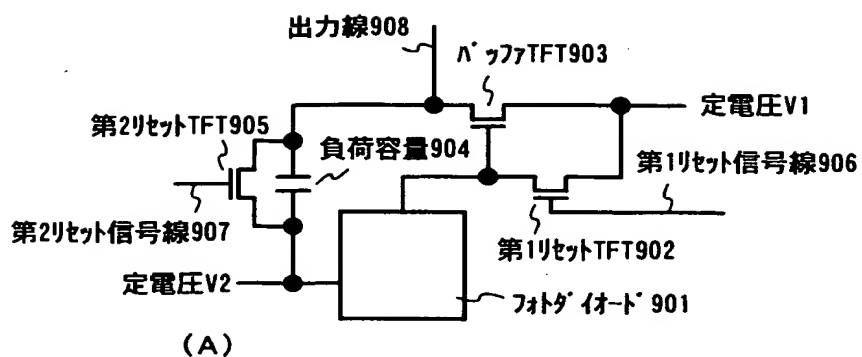 出力線908
バッファTFT903
定電圧V1
第2リセットTFT905
負荷容量904
第1リセット信号線906
第2リセット信号線907
第1リセットTFT902
定電圧V2
フォトダイオード901
(A)